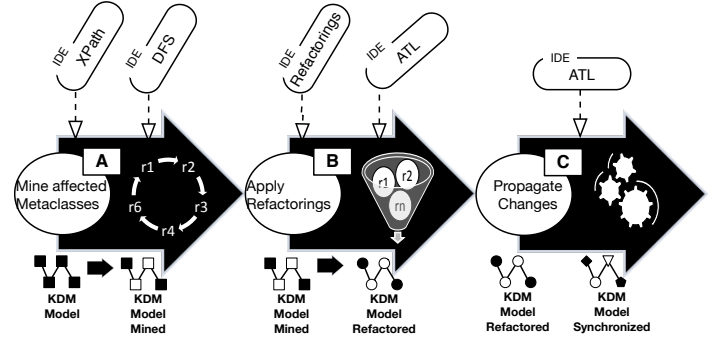 IDE
XPath
IDE
DFS
IDE
Refactorings
IDE
ATL
IDE
ATL
A
Mine affected
Metaclasses
r1
r2
r3
r4
r6
B
Apply
Refactorings
r1
r2
rn
C
Propagate
Changes
KDM
Model
KDM
Model
Mined
KDM
Model
Mined
KDM
Model
Refactored
KDM
Model
Refactored
KDM
Model
Synchronized